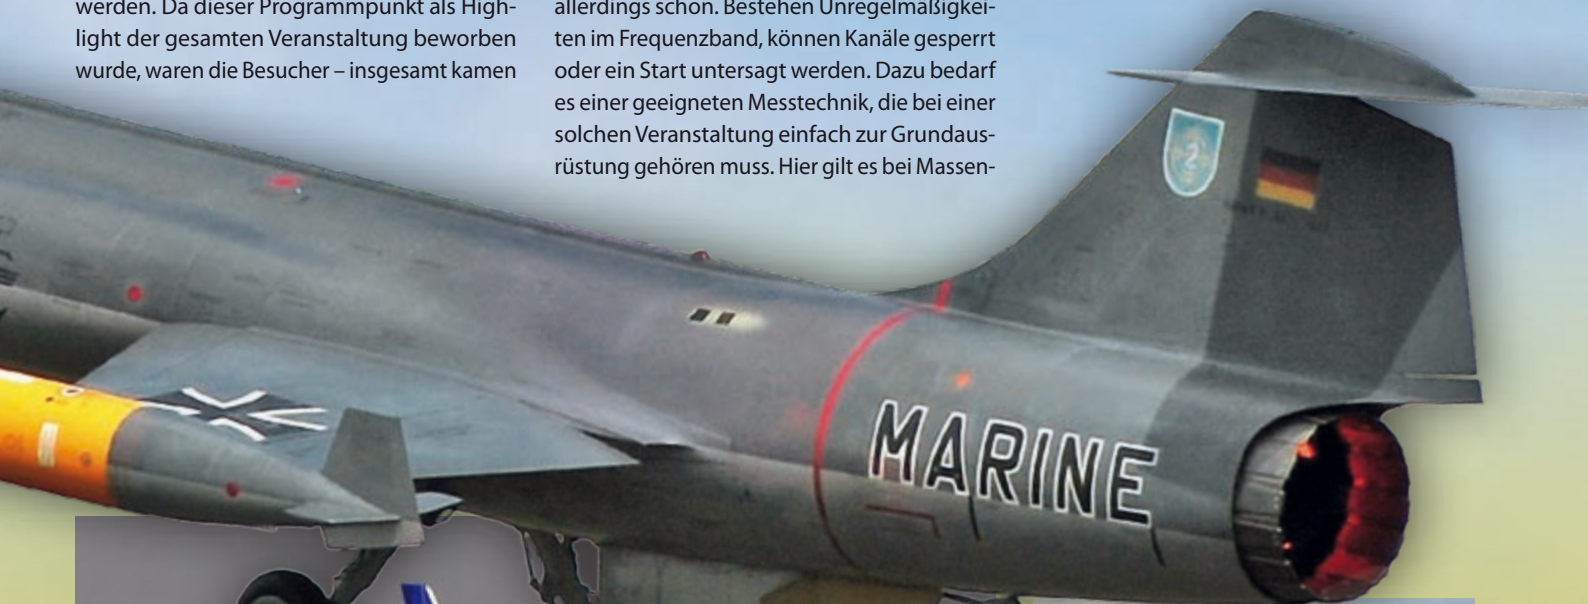 werden. Da dieser Programmpunkt als High-
light der gesamten Veranstaltung beworben
wurde, waren die Besucher – insgesamt kamen
allerdings schon. Bestehen Unregelmäßigkei-
ten im Frequenzband, können Kanäle gesperrt
oder ein Start untersagt werden. Dazu bedarf
es einer geeigneten Messtechnik, die bei einer
solchen Veranstaltung einfach zur Grundaus-
rüstung gehören muss. Hier gilt es bei Massen-
MARINE